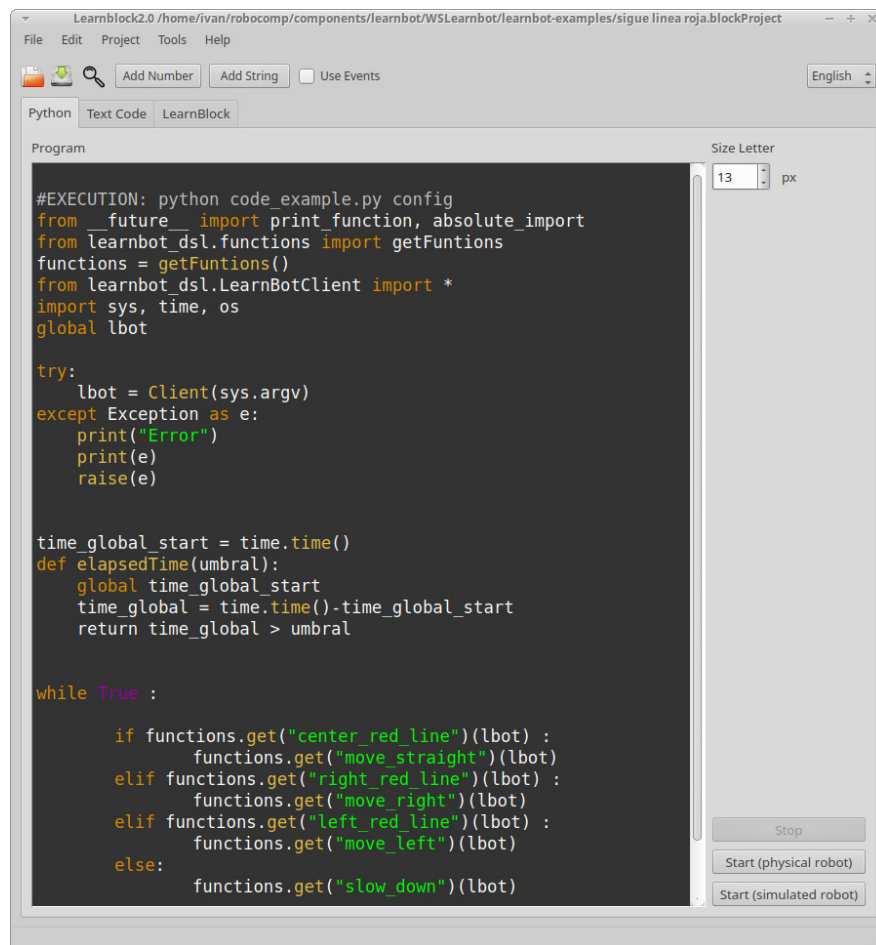 Learnblock2.0 /home/ivan/robocomp/components/learnbot/WSLearnbot/learnbot-examples/sigue linea roja.blockProject
File Edit Project Tools Help
Add Number Add String Use Events English
Python Text Code LearnBlock
Program Size Letter
13 px
#EXECUTION: python code_example.py config
from __future__ import print_function, absolute_import
from learnbot_dsl.functions import getFuntions
functions = getFuntions()
from learnbot_dsl.LearnBotClient import *
import sys, time, os
global lbot
try:
    lbot = Client(sys.argv)
except Exception as e:
    print("Error")
    print(e)
    raise(e)
time_global_start = time.time()
def elapsedTime(umbral):
    global time_global_start
    time_global = time.time()-time_global_start
    return time_global > umbral
while True :
        if functions.get("center_red_line")(lbot) :
                functions.get("move_straight")(lbot)
        elif functions.get("right_red_line")(lbot) :
                functions.get("move_right")(lbot)
        elif functions.get("left_red_line")(lbot) :
                functions.get("move_left")(lbot)
        else:
                functions.get("slow_down")(lbot)
Stop
Start (physical robot)
Start (simulated robot)